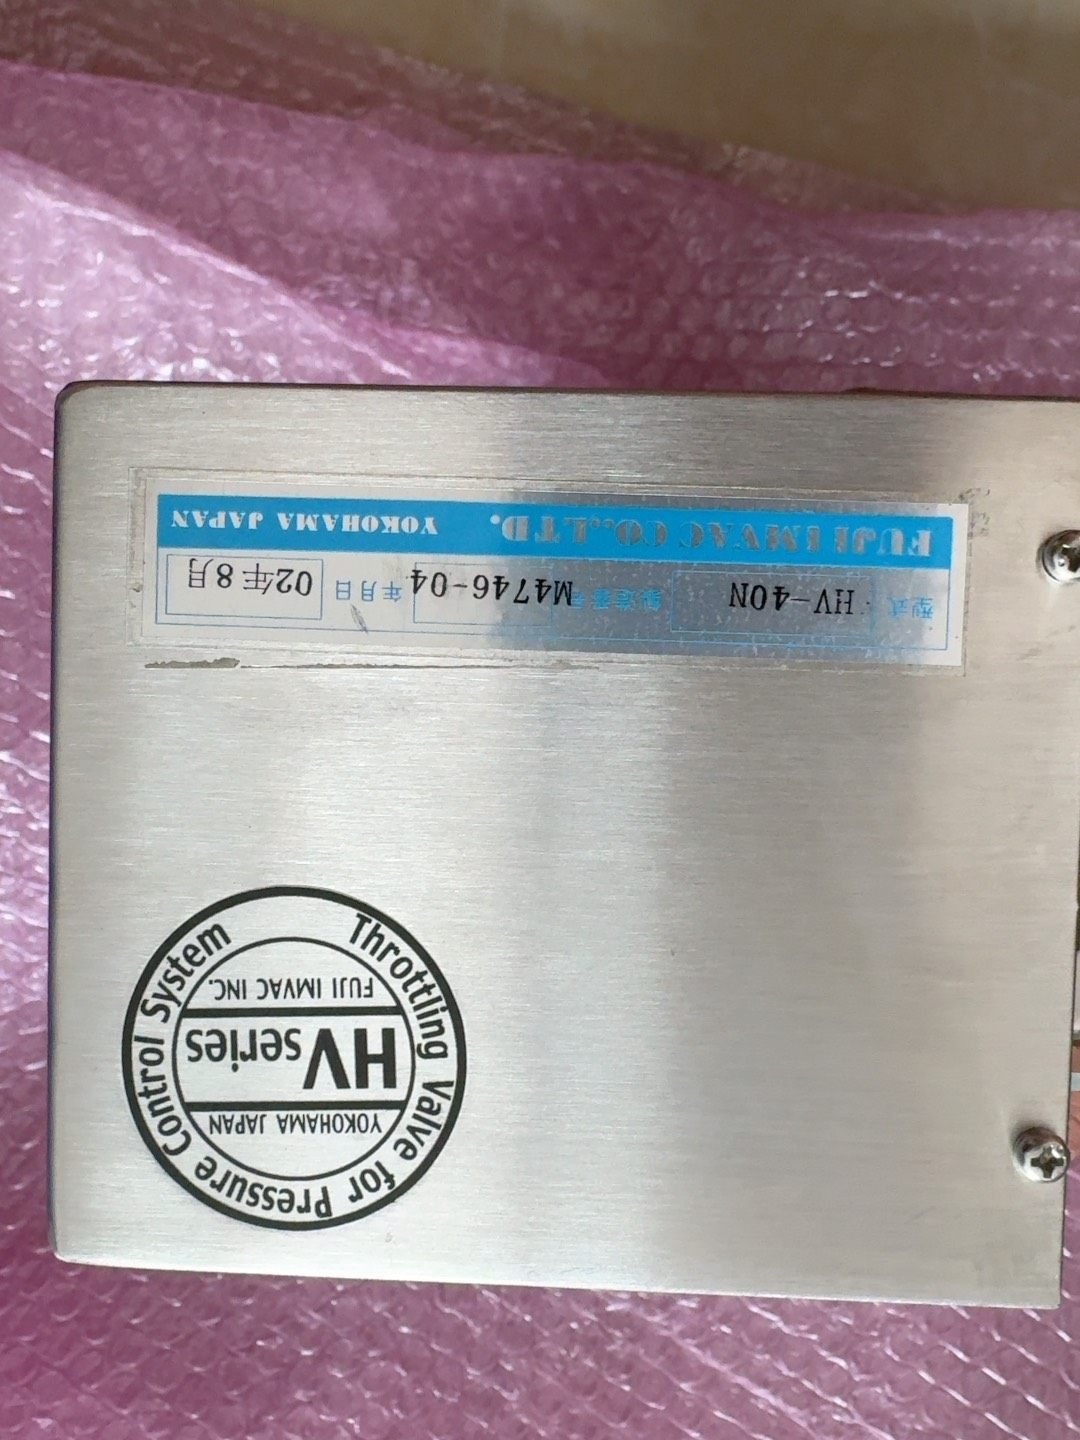 型式 HV-40N 製造番号 M4746-04 年月日 02年8月
FUJI IMVAC CO.,LTD. YOKOHAMA JAPAN
Throttling Valve for Pressure Control System
YOKOHAMA JAPAN
HV series
FUJI IMVAC INC.